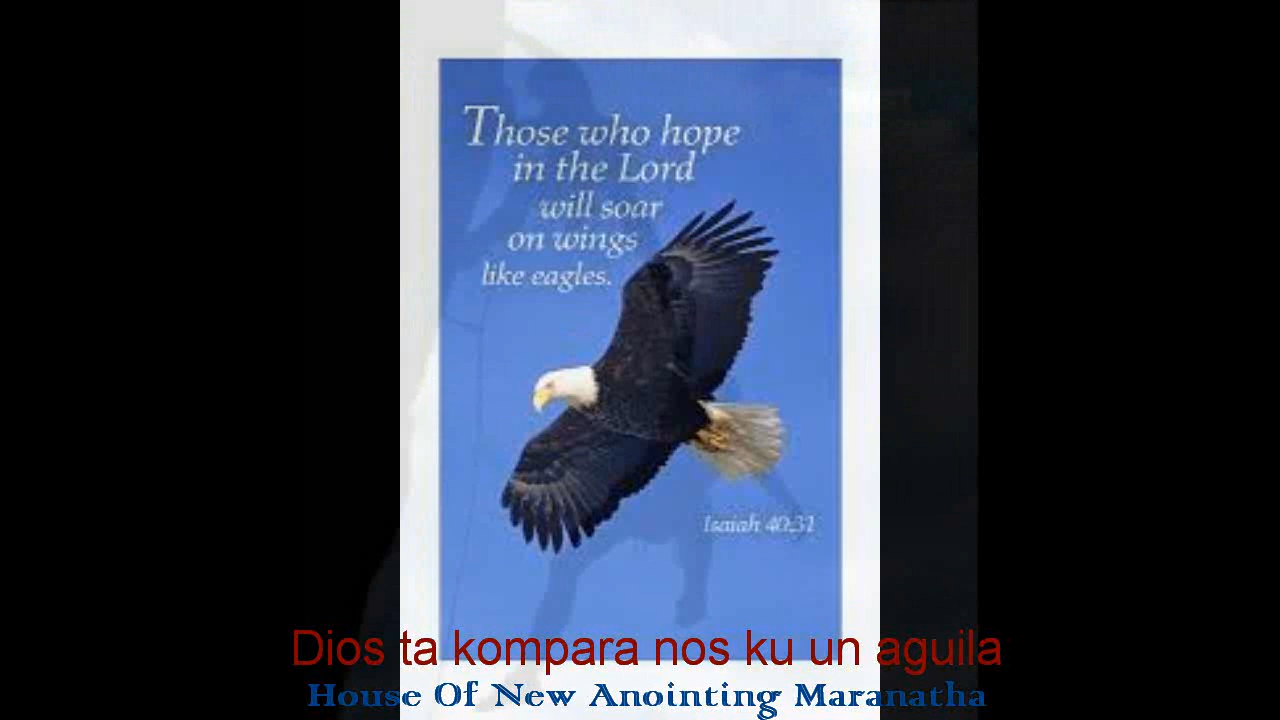 Those who hope
in the Lord
will soar
on wings
like eagles.
Isaiah 40:31
Dios ta kompara nos ku un aguila
House Of New Anointing Maranatha